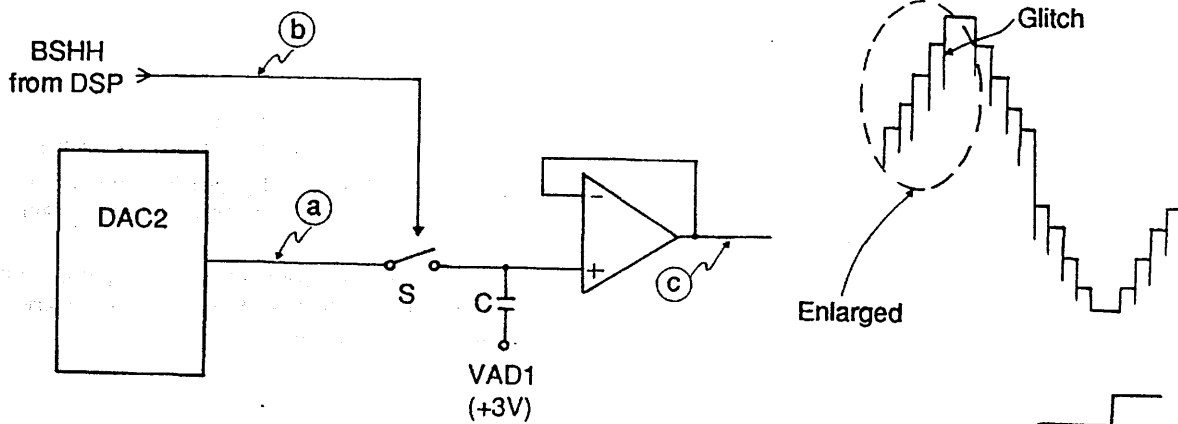 b
BSHH
from DSP
Glitch
DAC2
a
S
C
-
+
c
Enlarged
VAD1
(+3V)